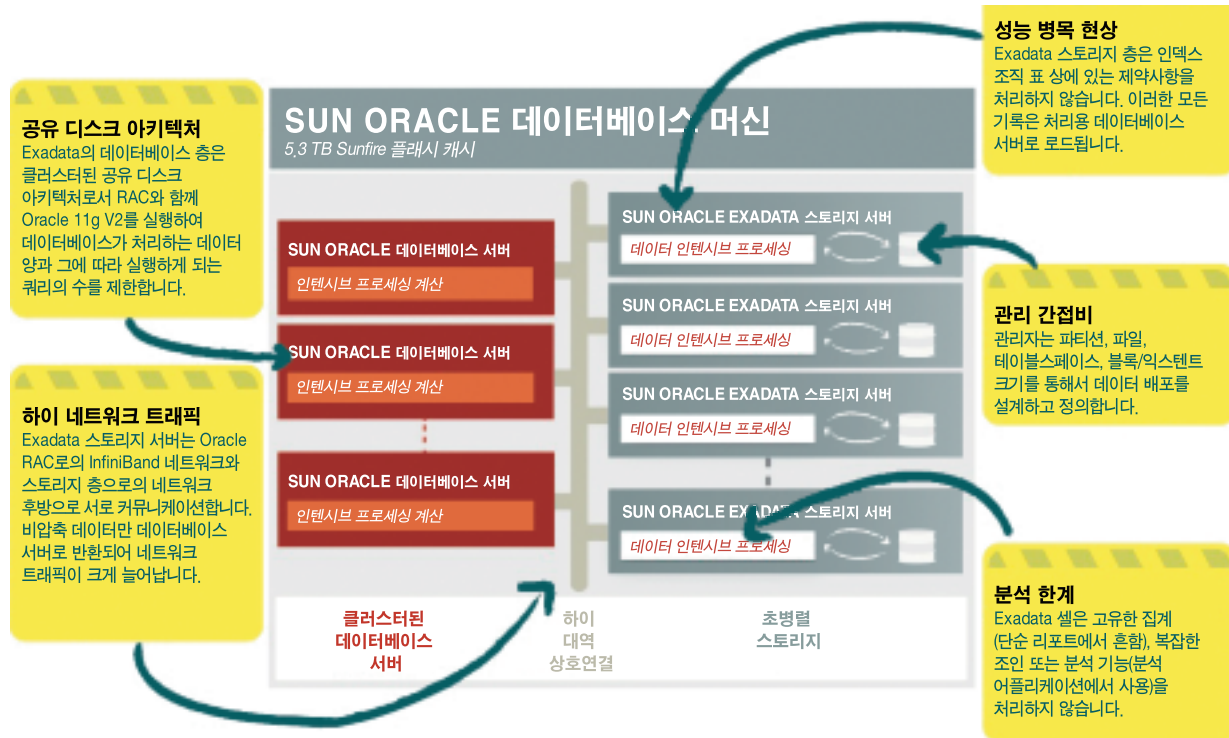 공유 디스크 아키텍처
Exadata의 데이터베이스 층은
클러스터된 공유 디스크
아키텍처로서 RAC와 함께
Oracle 11g V2를 실행하여
데이터베이스가 처리하는 데이터
양과 그에 따라 실행하게 되는
쿼리의 수를 제한합니다.
하이 네트워크 트래픽
Exadata 스토리지 서버는 Oracle
RAC로의 InfiniBand 네트워크와
스토리지 층으로의 네트워크
후방으로 서로 커뮤니케이션합니다.
비압축 데이터만 데이터베이스
서버로 반환되어 네트워크
트래픽이 크게 늘어납니다.
SUN ORACLE 데이터베이스 머신
5.3 TB Sunfire 플래시 캐시
SUN ORACLE 데이터베이스 서버
인텐시브 프로세싱 계산
SUN ORACLE 데이터베이스 서버
인텐시브 프로세싱 계산
SUN ORACLE 데이터베이스 서버
인텐시브 프로세싱 계산
SUN ORACLE EXADATA 스토리지 서버
데이터 인텐시브 프로세싱
SUN ORACLE EXADATA 스토리지 서버
데이터 인텐시브 프로세싱
SUN ORACLE EXADATA 스토리지 서버
데이터 인텐시브 프로세싱
SUN ORACLE EXADATA 스토리지 서버
데이터 인텐시브 프로세싱
클러스터된
데이터베이스
서버
하이
대역
상호연결
초병렬
스토리지
성능 병목 현상
Exadata 스토리지 층은 인덱스
조직 표 상에 있는 제약사항을
처리하지 않습니다. 이러한 모든
기록은 처리용 데이터베이스
서버로 로드됩니다.
관리 간접비
관리자는 파티션, 파일,
테이블스페이스, 블록/익스텐트
크기를 통해서 데이터 배포를
설계하고 정의합니다.
분석 한계
Exadata 셀은 고유한 집계
(단순 리포트에서 흔함), 복잡한
조인 또는 분석 기능(분석
어플리케이션에서 사용)을
처리하지 않습니다.